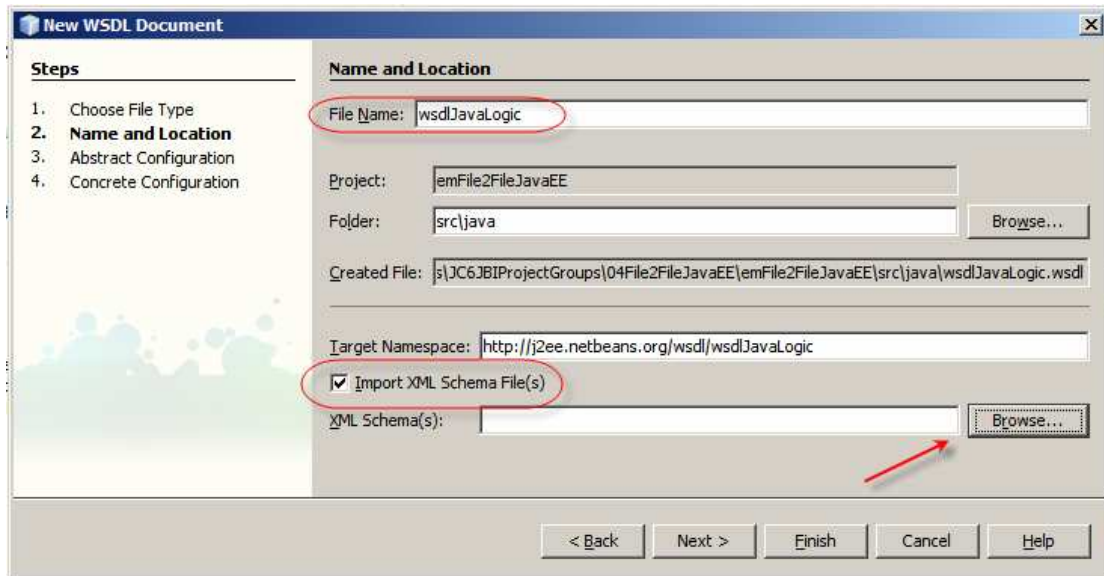 New WSDL Document
Steps
1. Choose File Type
2. Name and Location
3. Abstract Configuration
4. Concrete Configuration
Name and Location
File Name: wsdlJavaLogic
Project: emFile2FileJavaEE
Folder: src\java Browse...
Created File: s\JC6JBIProjectGroups\04File2FileJavaEE\emFile2FileJavaEE\src\java\wsdlJavaLogic.wsdl
Target Namespace: http://j2ee.netbeans.org/wsdl/wsdlJavaLogic
Import XML Schema File(s)
XML Schema(s): Browse...
< Back Next > Finish Cancel Help